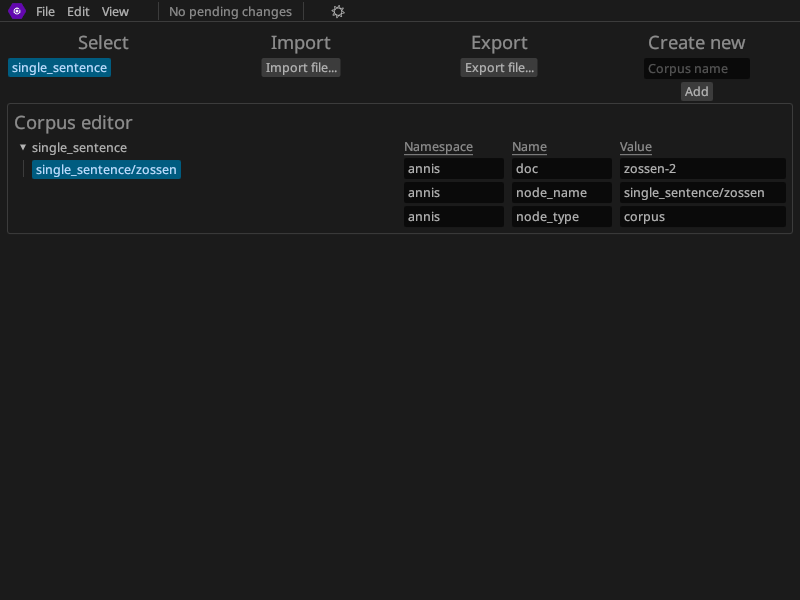 File Edit View No pending changes
Select Import Export Create new
single_sentence Import file... Export file... Corpus name
Add
Corpus editor
▼ single_sentence Namespace Name Value
single_sentence/zossen annis doc zossen-2
annis node_name single_sentence/zossen
annis node_type corpus